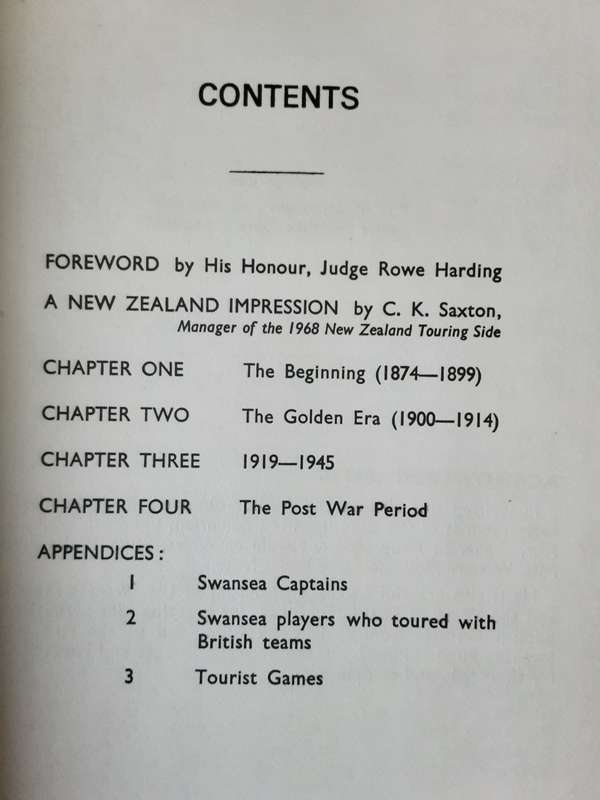 CONTENTS
FOREWORD by His Honour, Judge Rowe Harding
A NEW ZEALAND IMPRESSION by C. K. Saxton,
Manager of the 1968 New Zealand Touring Side
CHAPTER ONE The Beginning (1874—1899)
CHAPTER TWO The Golden Era (1900—1914)
CHAPTER THREE 1919—1945
CHAPTER FOUR The Post War Period
APPENDICES:
1 Swansea Captains
2 Swansea players who toured with
British teams
3 Tourist Games